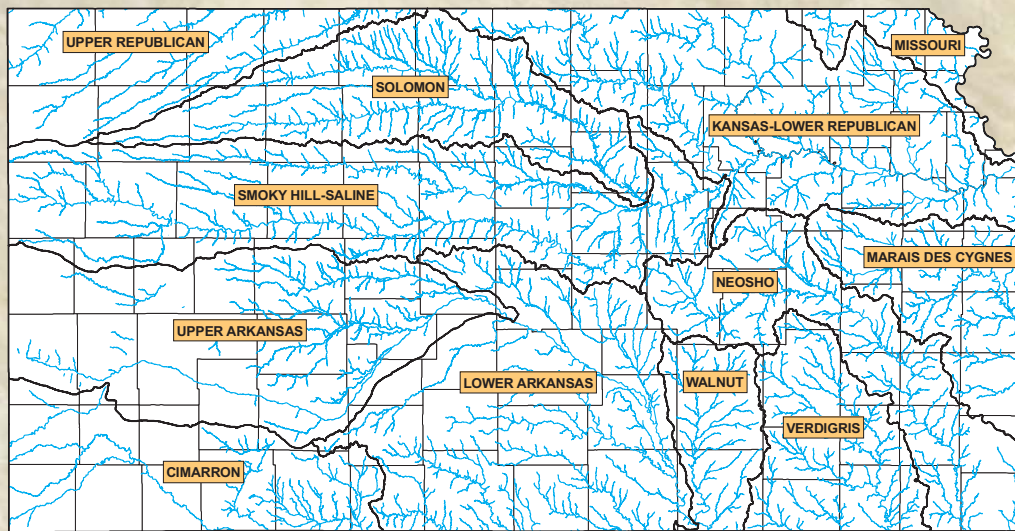 UPPER REPUBLICAN
MISSOURI
SOLOMON
KANSAS-LOWER REPUBLICAN
SMOKY HILL-SALINE
MARAIS DES CYGNES
NEOSHO
UPPER ARKANSAS
LOWER ARKANSAS
WALNUT
VERDIGRIS
CIMARRON